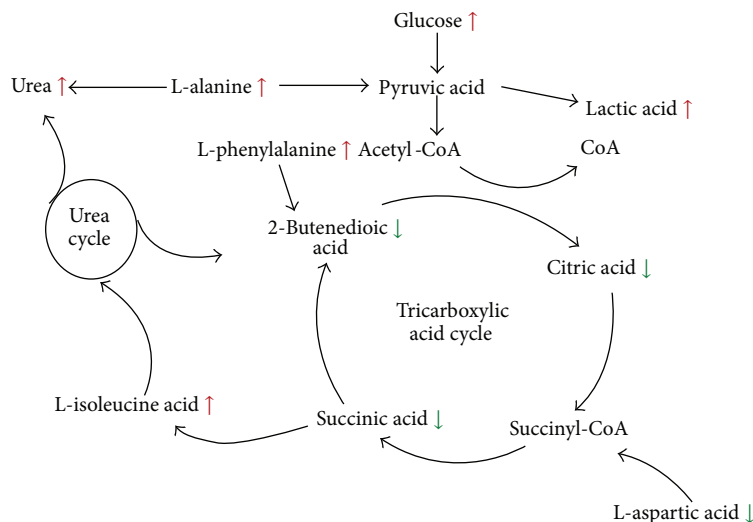 Glucose ↑
Urea ↑
L-alanine ↑
Pyruvic acid
Lactic acid ↑
L-phenylalanine ↑
Acetyl-CoA
CoA
Urea
cycle
2-Butenedioic ↓
acid
Citric acid ↓
Tricarboxylic
acid cycle
L-isoleucine acid ↑
Succinic acid ↓
Succinyl-CoA
L-aspartic acid ↓